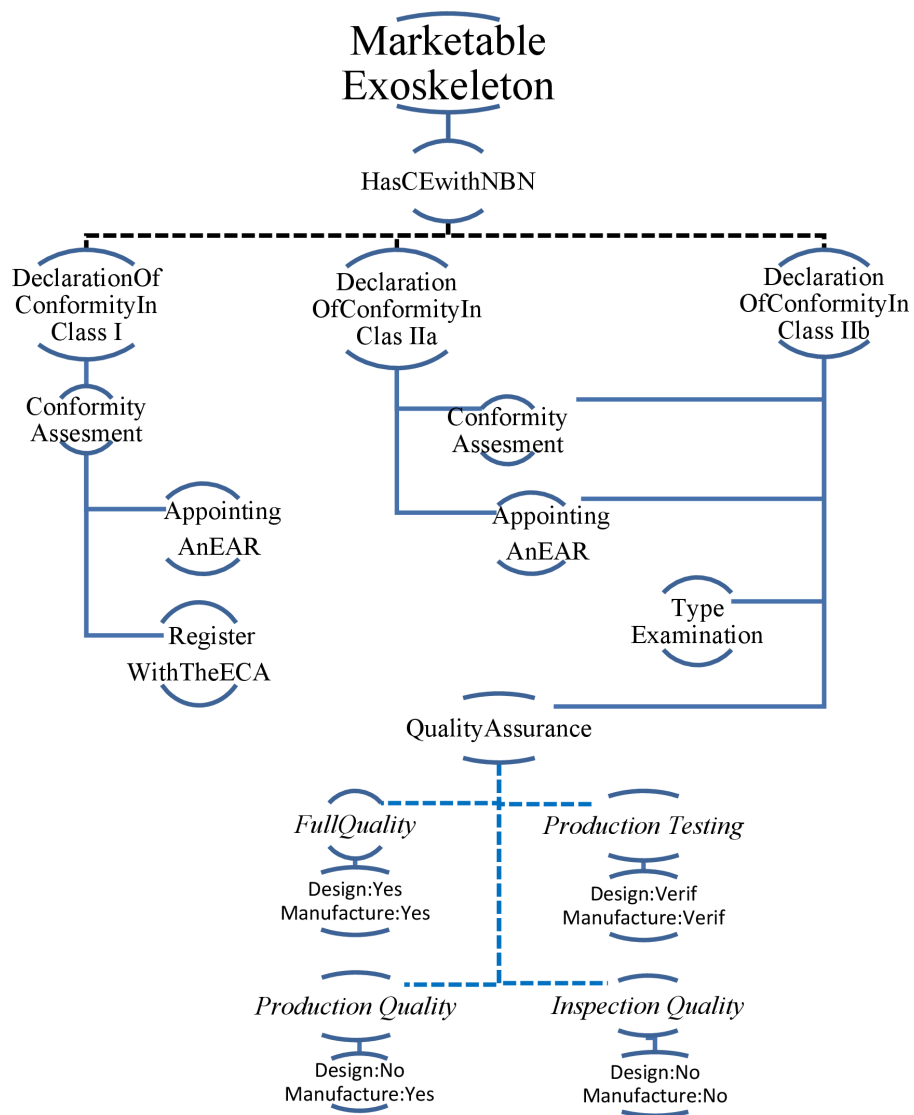 Marketable
Exoskeleton
HasCEwithNBN
DeclarationOf
ConformityIn
Class I
Declaration
OfConformityIn
Clas IIa
Declaration
OfConformityIn
Class IIb
Conformity
Assesment
Conformity
Assesment
Appointing
AnEAR
Appointing
AnEAR
Type
Examination
Register
WithTheECA
QualityAssurance
FullQuality
Production Testing
Design:Yes
Manufacture:Yes
Design:Verif
Manufacture:Verif
Production Quality
Inspection Quality
Design:No
Manufacture:Yes
Design:No
Manufacture:No